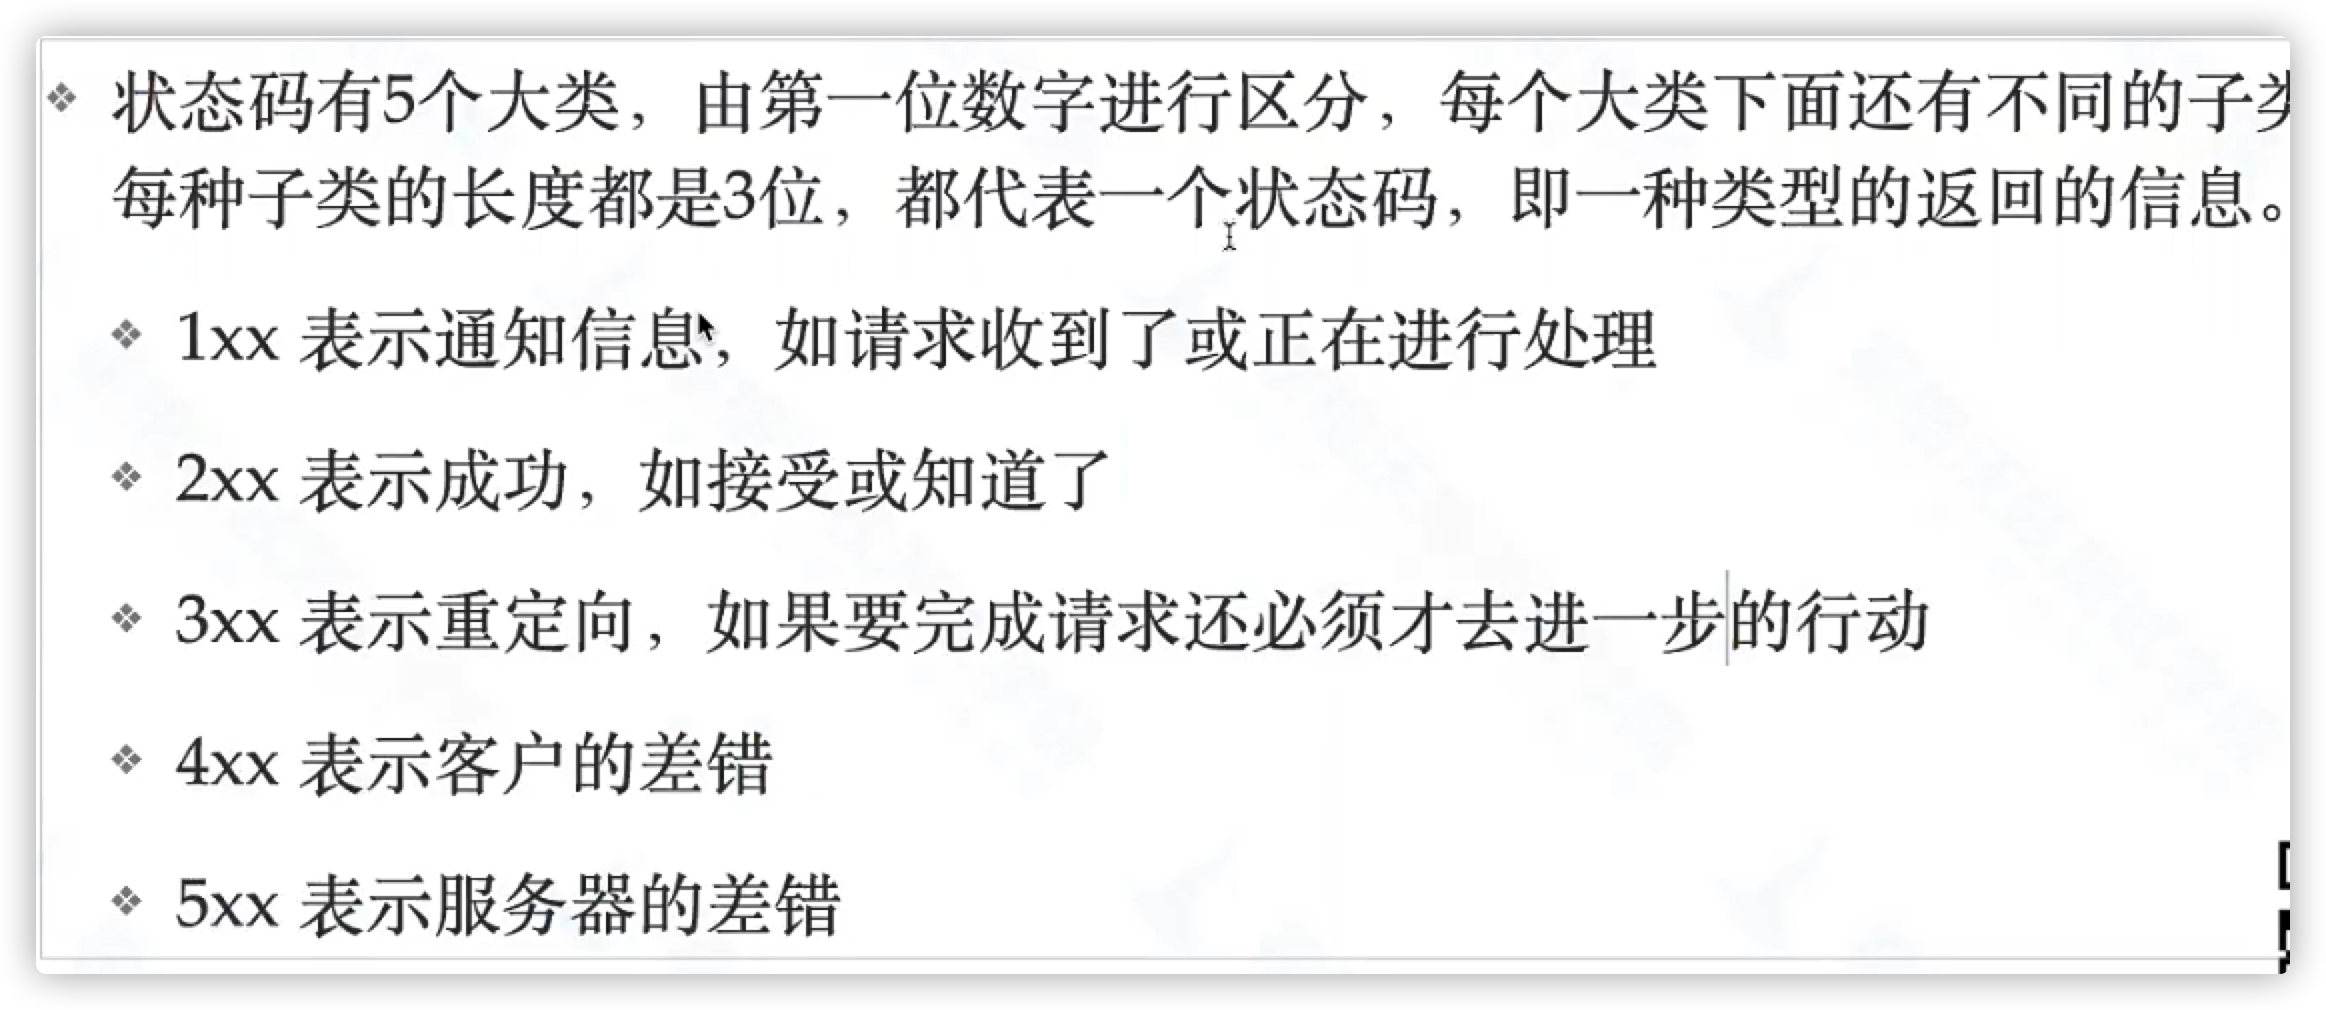 状态码有5个大类，由第一位数字进行区分，每个大类下面还有不同的子类
每种子类的长度都是3位，都代表一个状态码，即一种类型的返回的信息。
1xx 表示通知信息，如请求收到了或正在进行处理
2xx 表示成功，如接受或知道了
3xx 表示重定向，如果要完成请求还必须才去进一步的行动
4xx 表示客户的差错
5xx 表示服务器的差错